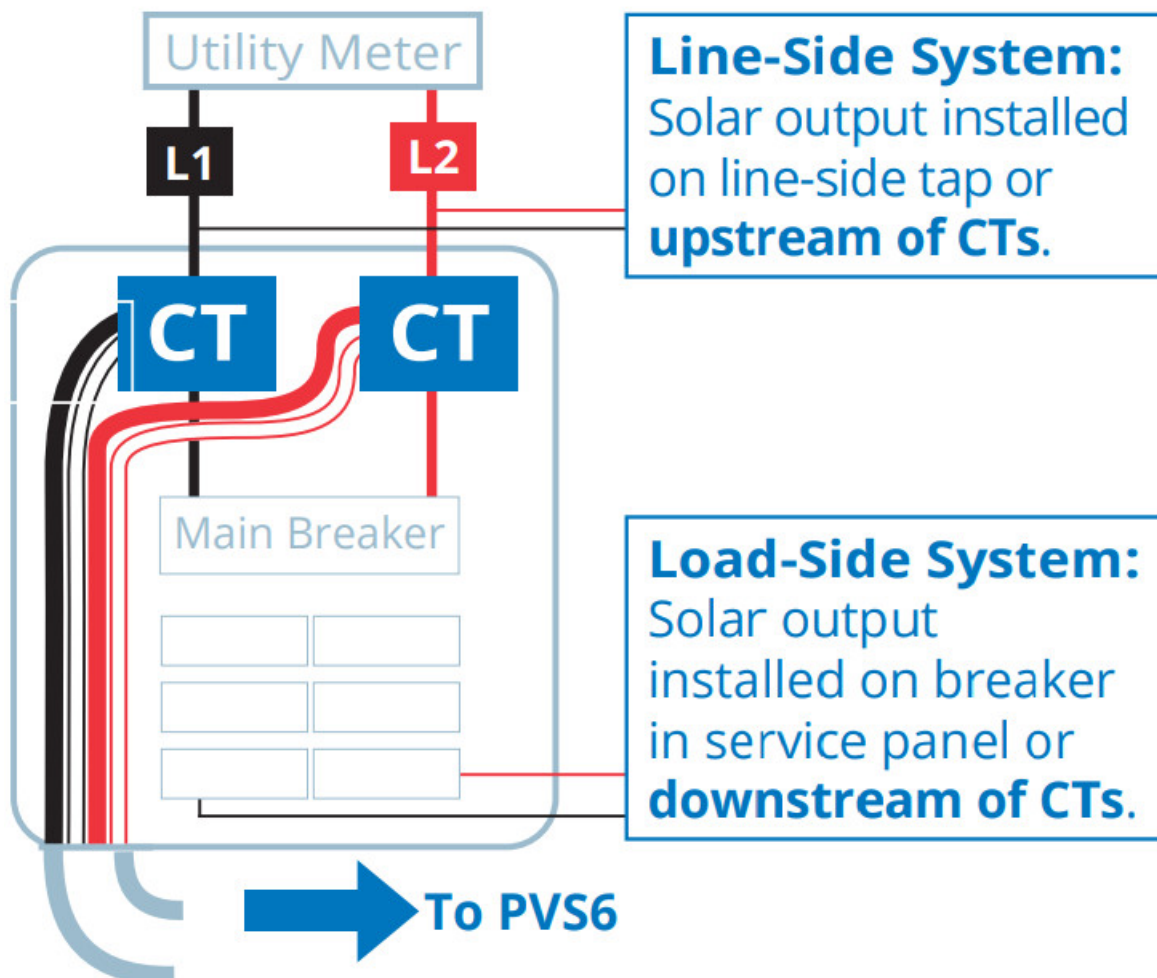 Utility Meter
L1
L2
Line-Side System:
Solar output installed
on line-side tap or
upstream of CTs.
CT
CT
Main Breaker
Load-Side System:
Solar output
installed on breaker
in service panel or
downstream of CTs.
To PVS6